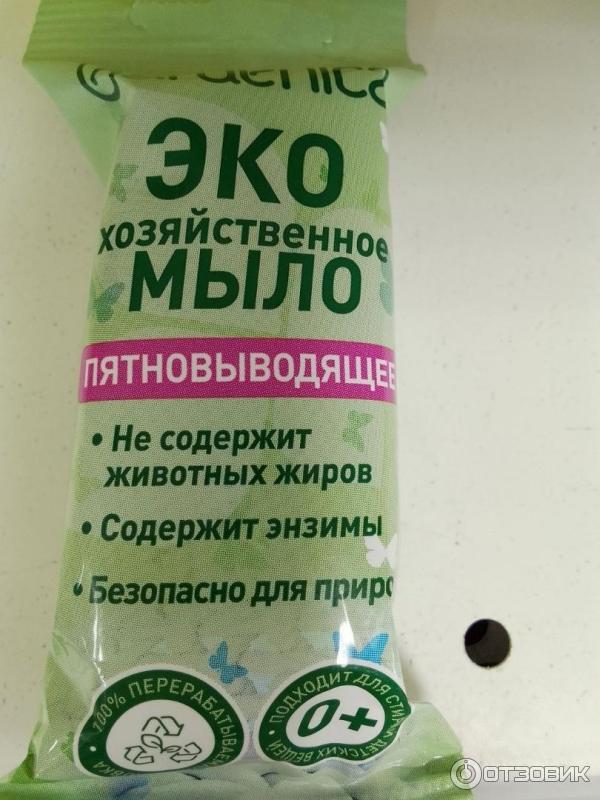 ЭКО
ХОЗЯЙСТВЕННОЕ
МЫЛО
ПЯТНОВЫВОДЯЩЕЕ
• Не содержит
животных жиров
• Содержит энзимы
• Безопасно для приро
100% ПЕРЕРАБАТЫВАЕМ
ПОДХОДИТ ДЛЯ СТИ
ДЕТСКИХ ВЕЩЕЙ
0+
ОТЗОВИК